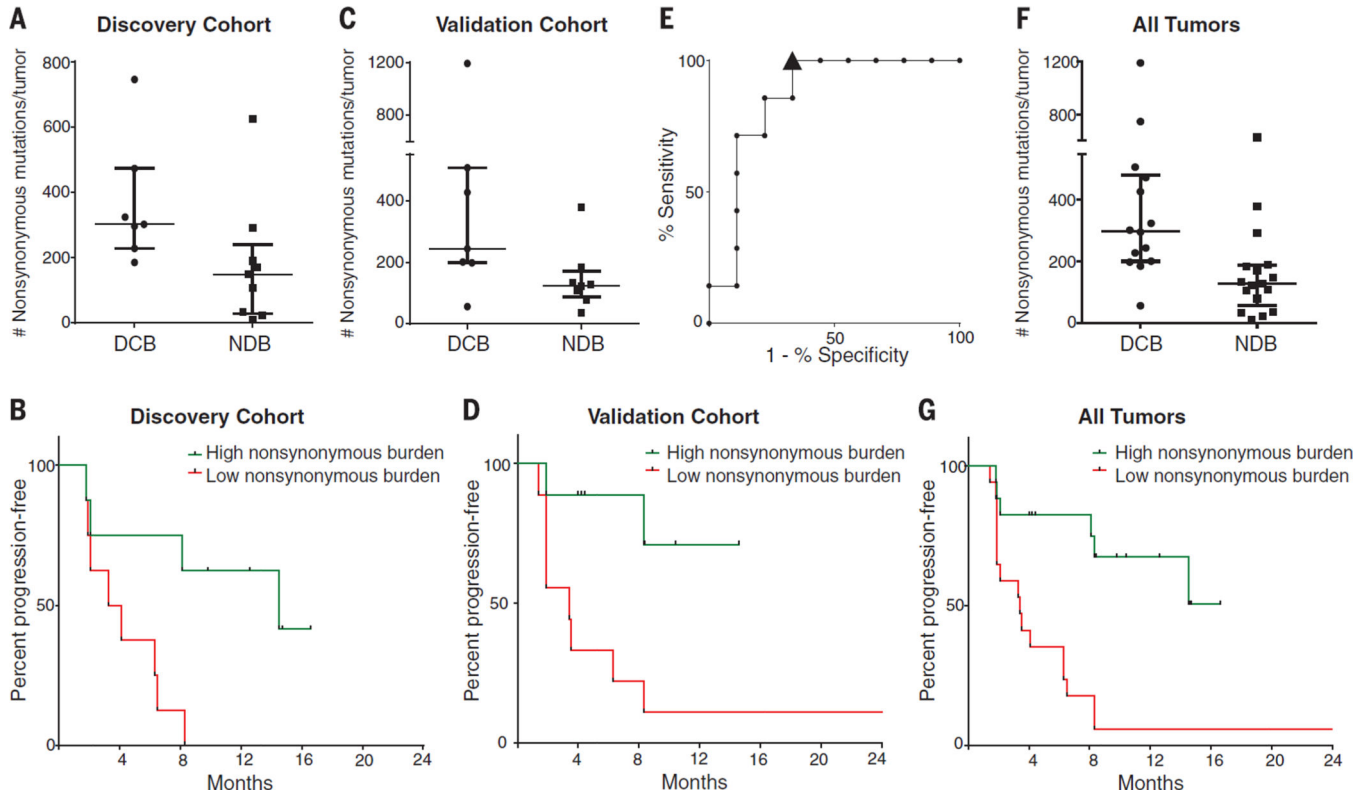 A
Discovery Cohort
# Nonsynonymous mutations/tumor
800
600
400
200
0
DCB
NDB
C
Validation Cohort
# Nonsynonymous mutations/tumor
1200
800
400
200
0
DCB
NDB
E
% Sensitivity
100
50
0
50
100
1 - % Specificity
F
All Tumors
# Nonsynonymous mutations/tumor
1200
800
400
200
0
DCB
NDB
B
Discovery Cohort
High nonsynonymous burden
Low nonsynonymous burden
Percent progression-free
100
50
0
4 8 12 16 20 24
Months
D
Validation Cohort
High nonsynonymous burden
Low nonsynonymous burden
Percent progression-free
100
50
0
4 8 12 16 20 24
Months
G
All Tumors
High nonsynonymous burden
Low nonsynonymous burden
Percent progression-free
100
50
0
4 8 12 16 20 24
Months